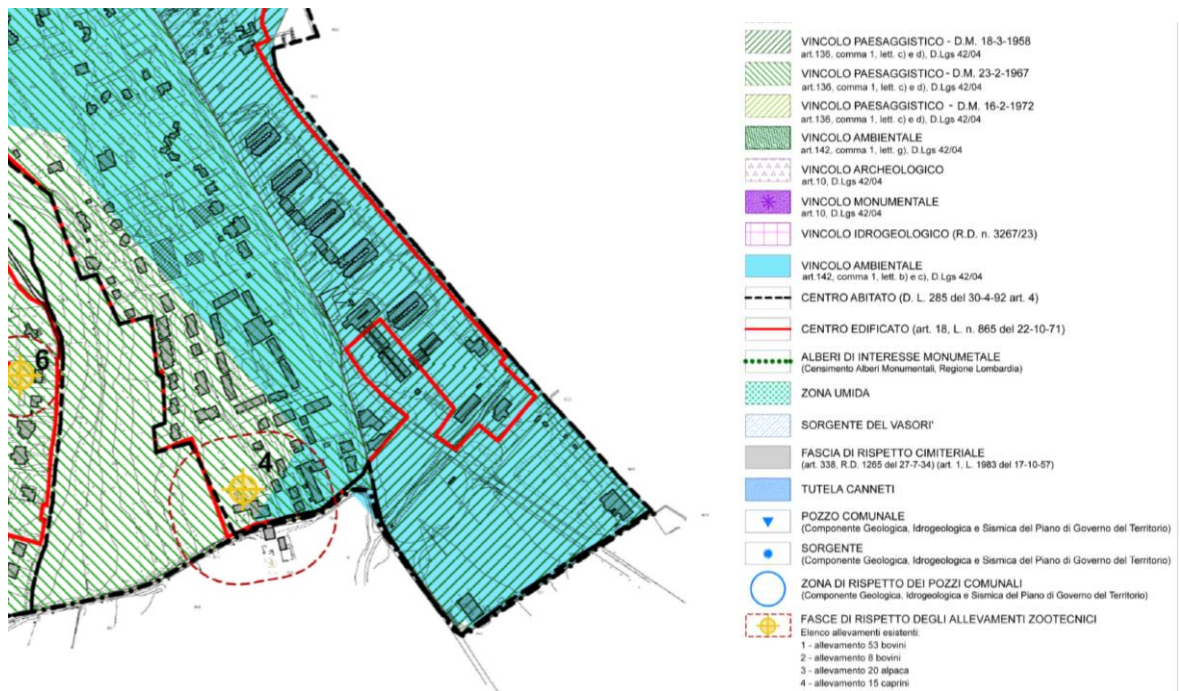 6
4
VINCOLO PAESAGGISTICO - D.M. 18-3-1958
art.136, comma 1, lett. c) e d), D.Lgs 42/04
VINCOLO PAESAGGISTICO - D.M. 23-2-1967
art.136, comma 1, lett. c) e d), D.Lgs 42/04
VINCOLO PAESAGGISTICO - D.M. 16-2-1972
art.136, comma 1, lett. c) e d), D.Lgs 42/04
VINCOLO AMBIENTALE
art.142, comma 1, lett. g), D.Lgs 42/04
VINCOLO ARCHEOLOGICO
art.10, D.Lgs 42/04
VINCOLO MONUMENTALE
art.10, D.Lgs 42/04
VINCOLO IDROGEOLOGICO (R.D. n. 3267/23)
VINCOLO AMBIENTALE
art.142, comma 1, lett. b) e c), D.Lgs 42/04
CENTRO ABITATO (D. L. 285 del 30-4-92 art. 4)
CENTRO EDIFICATO (art. 18, L. n. 865 del 22-10-71)
ALBERI DI INTERESSE MONUMETALE
(Censimento Alberi Monumentali, Regione Lombardia)
ZONA UMIDA
SORGENTE DEL VASORI'
FASCIA DI RISPETTO CIMITERIALE
(art. 338, R.D. 1265 del 27-7-34) (art. 1, L. 1983 del 17-10-57)
TUTELA CANNETI
POZZO COMUNALE
(Componente Geologica, Idrogeologica e Sismica del Piano di Governo del Territorio)
SORGENTE
(Componente Geologica, Idrogeologica e Sismica del Piano di Governo del Territorio)
ZONA DI RISPETTO DEI POZZI COMUNALI
(Componente Geologica, Idrogeologica e Sismica del Piano di Governo del Territorio)
FASCE DI RISPETTO DEGLI ALLEVAMENTI ZOOTECNICI
Elenco allevamenti esistenti:
1 - allevamento 53 bovini
2 - allevamento 8 bovini
3 - allevamento 20 alpaca
4 - allevamento 15 caprini